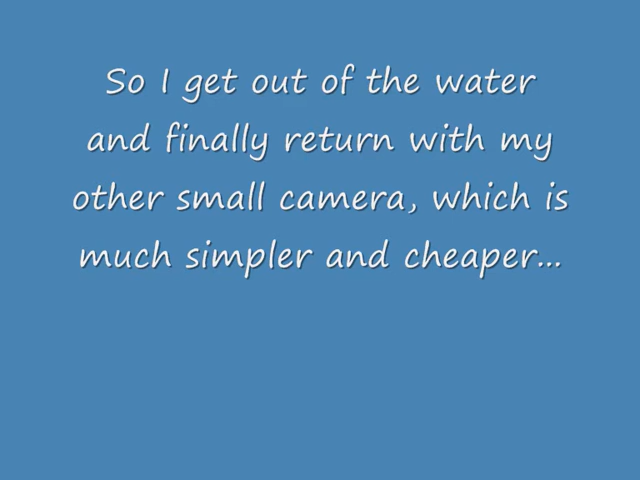 So I get out of the water
and finally return with my
other small camera, which is
much simpler and cheaper...